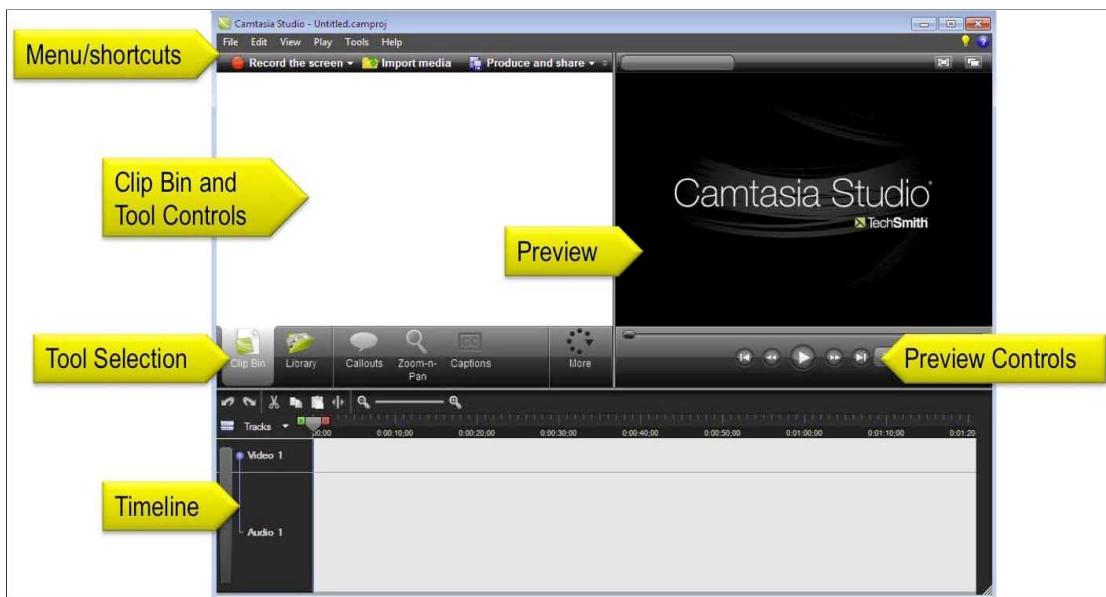 Camtasia Studio - Untitled.camproj
Menu/shortcuts
File Edit View Play Tools Help
Record the screen Import media Produce and share
Clip Bin and
Tool Controls
Camtasia Studio
TechSmith
Preview
Tool Selection
Clip Bin Library Callouts Zoom-n-
Pan Captions More
Preview Controls
Tracks
0:00:10;00 0:00:20;00 0:00:30;00 0:00:40;00 0:00:50;00 0:01:00;00 0:01:10;00 0:01:20
Video 1
Timeline
Audio 1